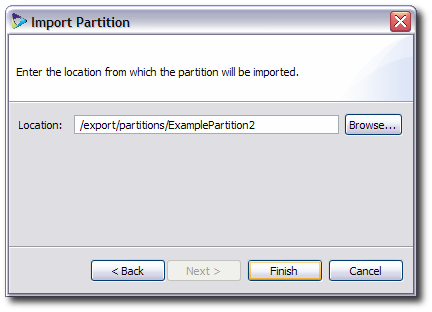 Import Partition
Enter the location from which the partition will be imported.
Location: /export/partitions/ExamplePartition2 Browse...
< Back Next > Finish Cancel